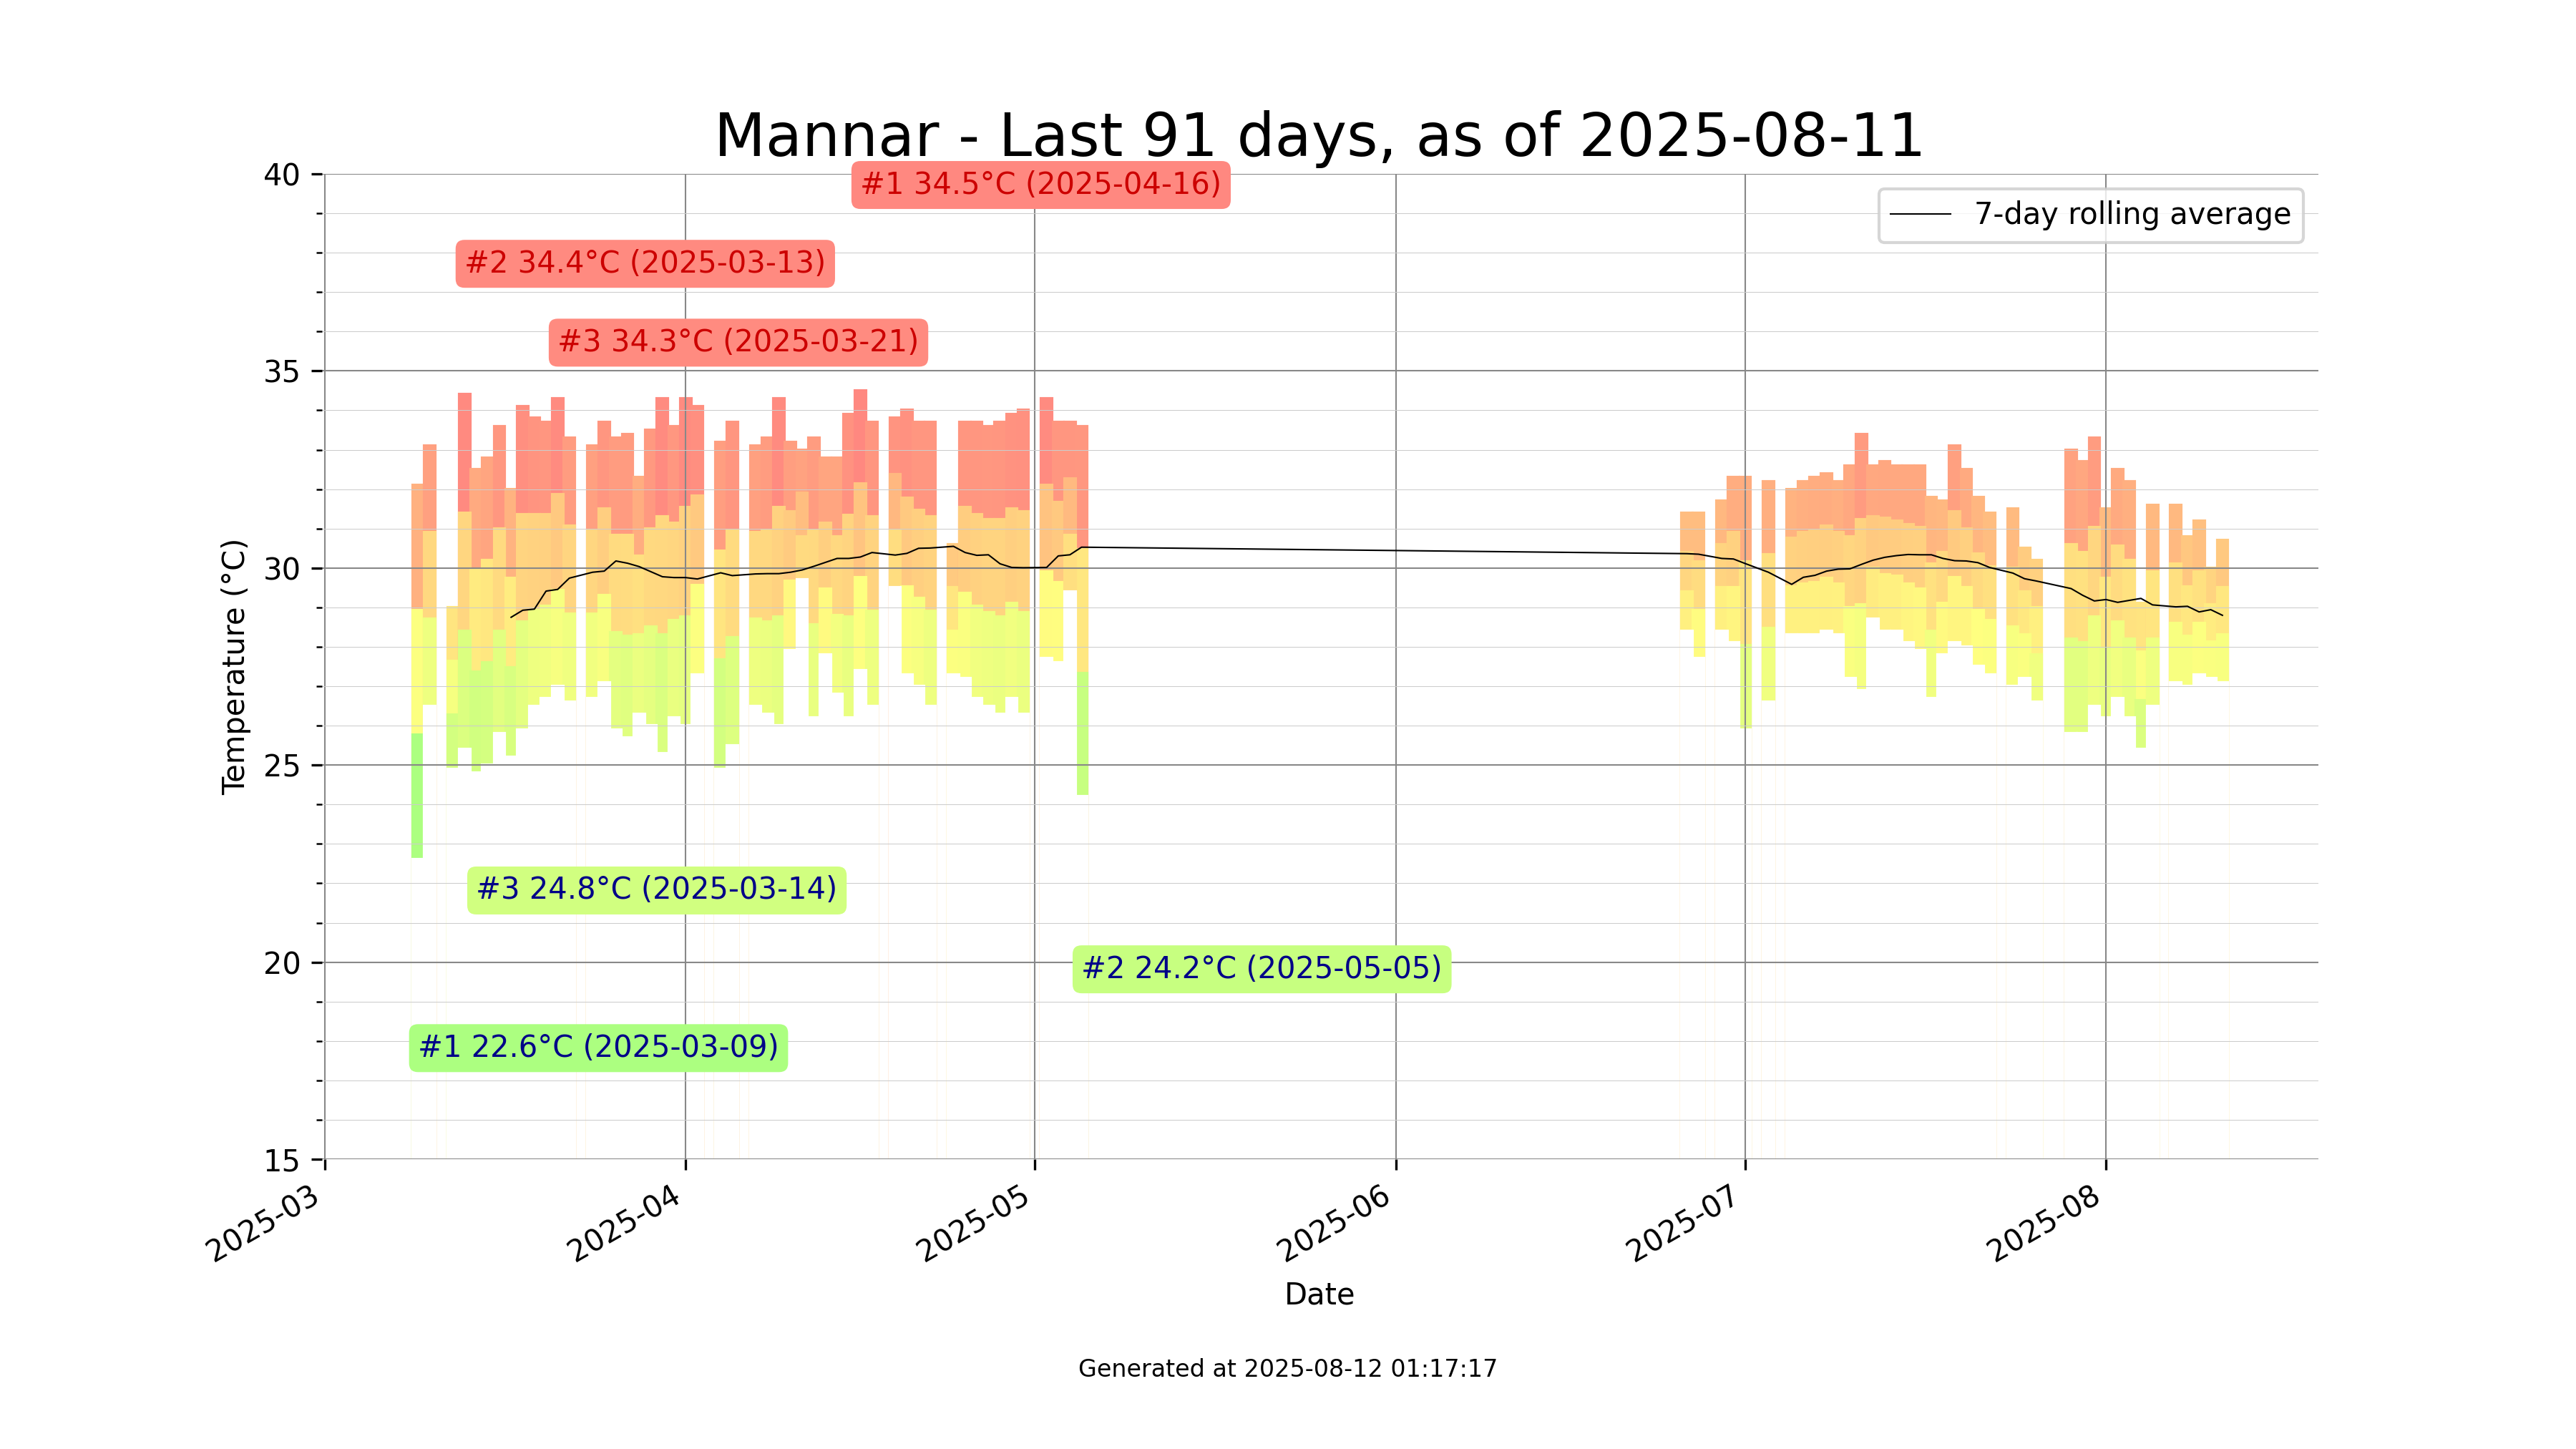 Mannar - Last 91 days, as of 2025-08-11
40
#1 34.5°C (2025-04-16)
7-day rolling average
#2 34.4°C (2025-03-13)
#3 34.3°C (2025-03-21)
35
30
Temperature (°C)
25
#3 24.8°C (2025-03-14)
20
#2 24.2°C (2025-05-05)
#1 22.6°C (2025-03-09)
15
2025-03
2025-04
2025-05
2025-06
2025-07
2025-08
Date
Generated at 2025-08-12 01:17:17